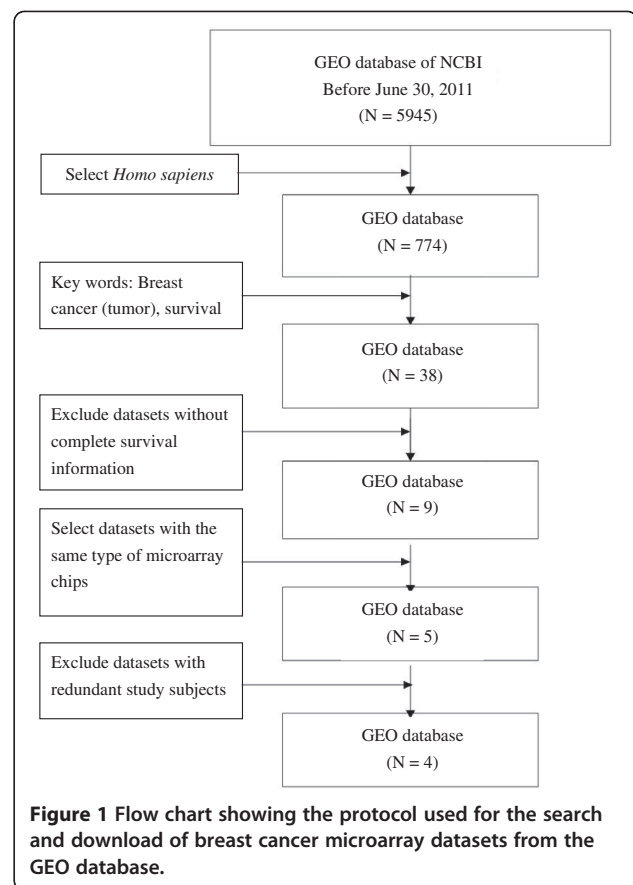 GEO database of NCBI
Before June 30, 2011
(N = 5945)
Select Homo sapiens
GEO database
(N = 774)
Key words: Breast
cancer (tumor), survival
GEO database
(N = 38)
Exclude datasets without
complete survival
information
GEO database
(N = 9)
Select datasets with the
same type of microarray
chips
GEO database
(N = 5)
Exclude datasets with
redundant study subjects
GEO database
(N = 4)
Figure 1 Flow chart showing the protocol used for the search
and download of breast cancer microarray datasets from the
GEO database.